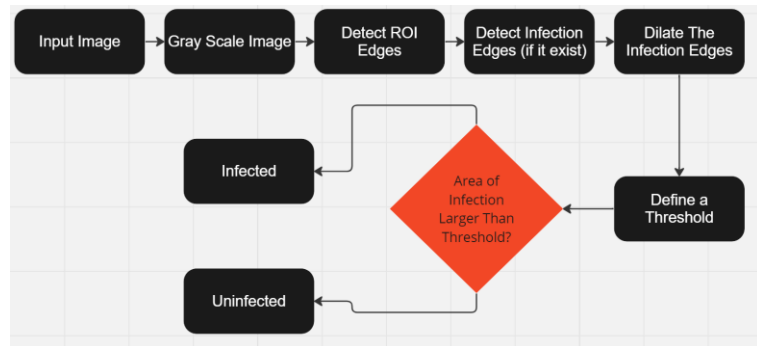 Input Image
Gray Scale Image
Detect ROI
Edges
Detect Infection
Edges (if it exist)
Dilate The
Infection Edges
Infected
Area of
Infection
Larger Than
Threshold?
Define a
Threshold
Uninfected